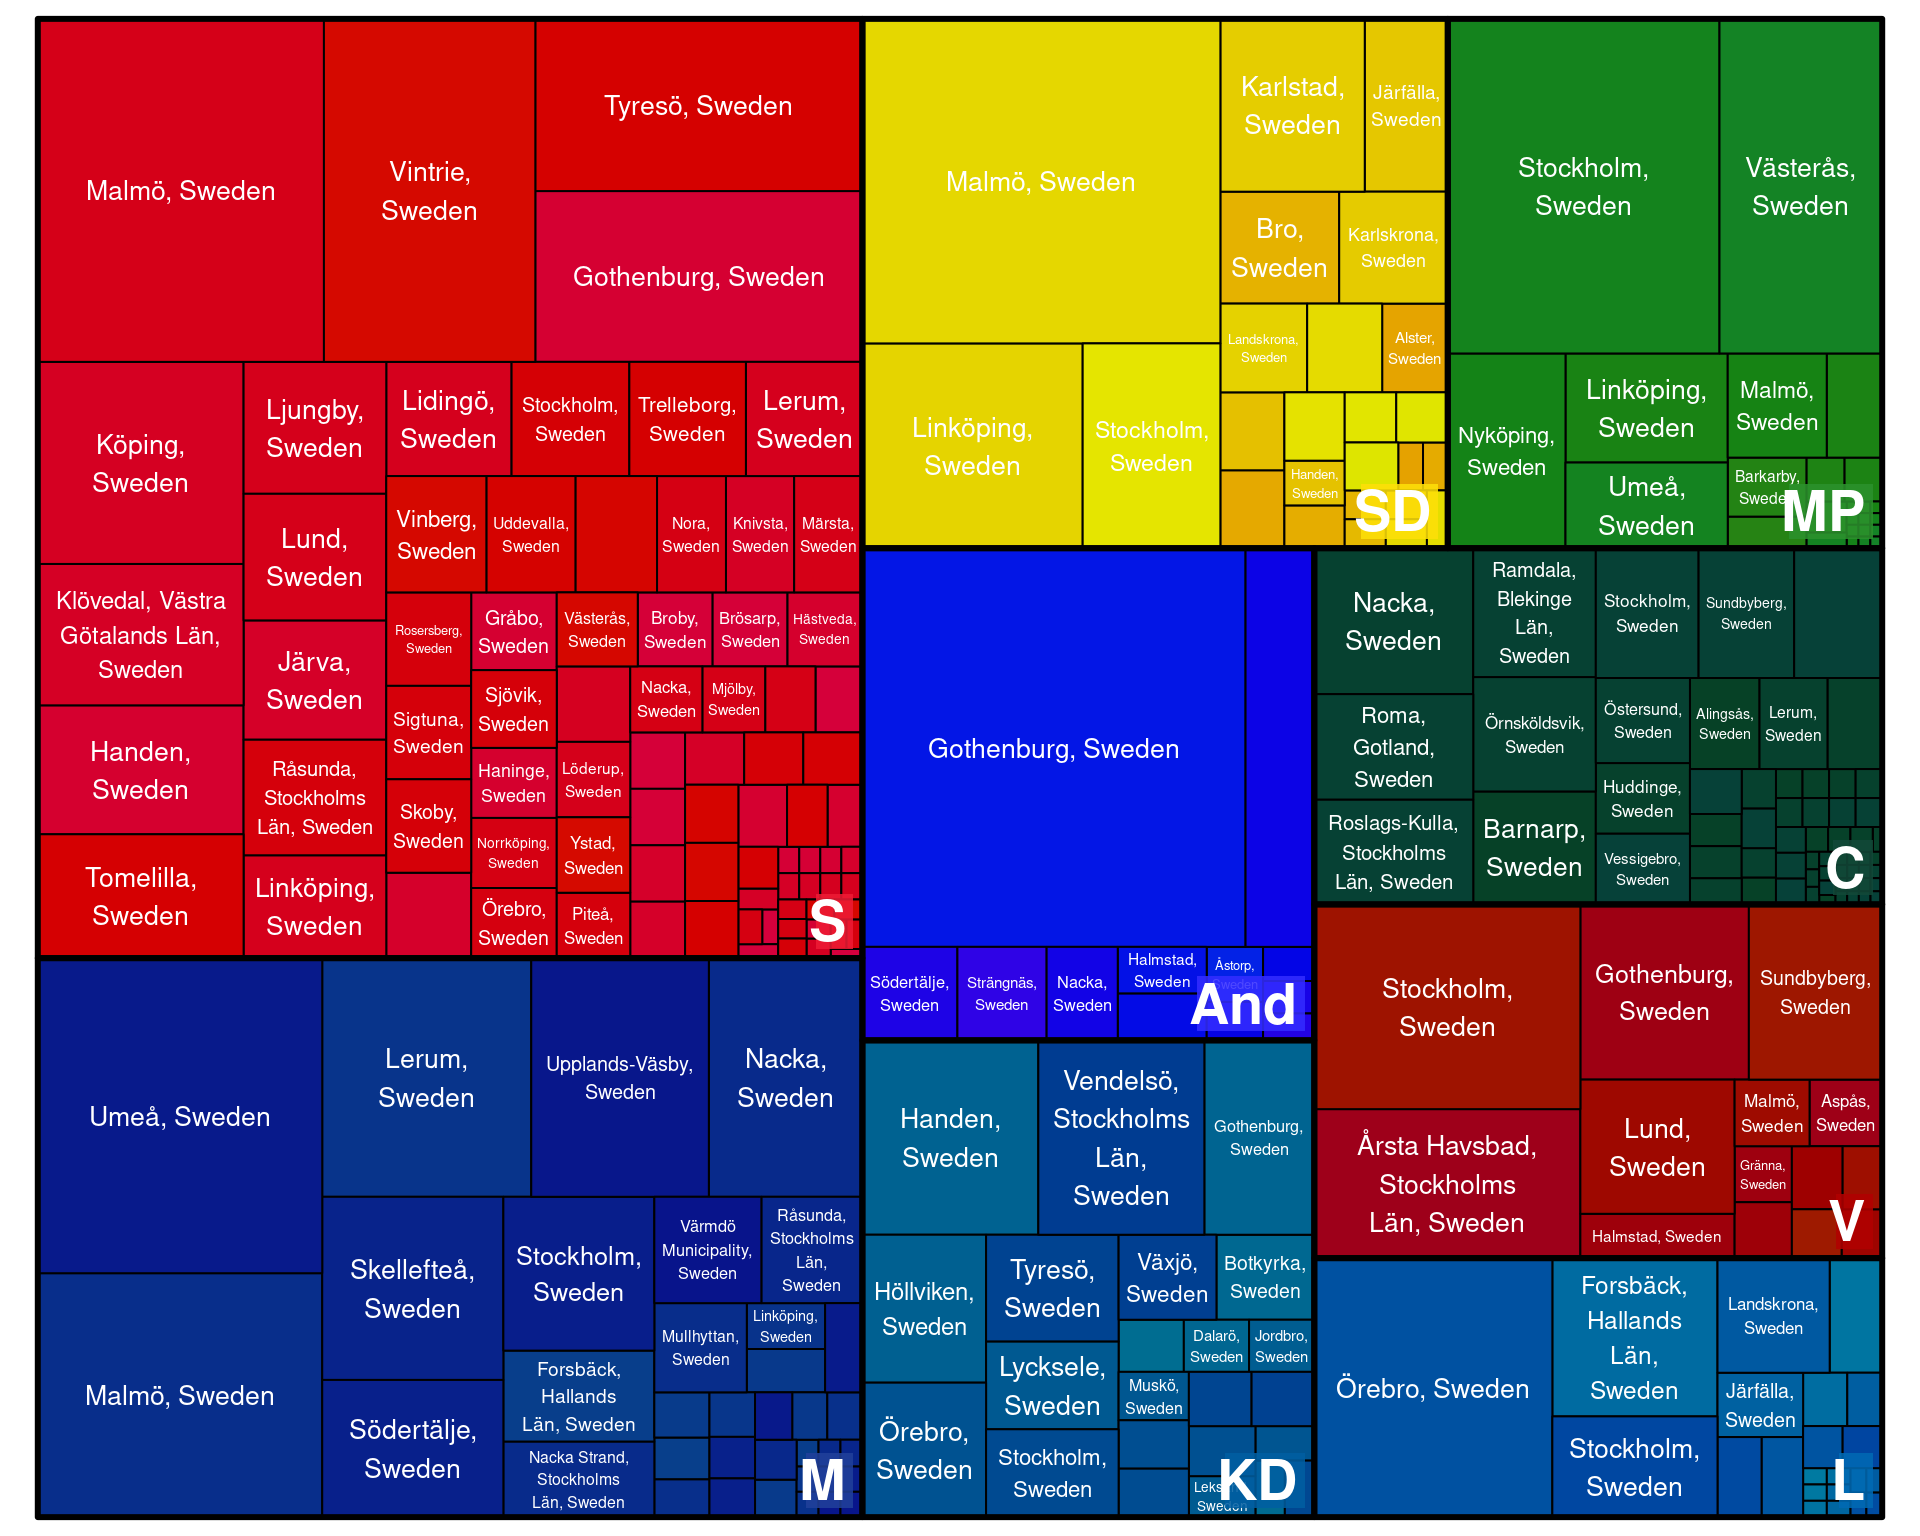 Malmö, Sweden
Vintrie,
Sweden
Tyresö, Sweden
Gothenburg, Sweden
Köping,
Sweden
Klövedal, Västra
Götalands Län,
Sweden
Handen,
Sweden
Tomelilla,
Sweden
Ljungby,
Sweden
Lund,
Sweden
Järva,
Sweden
Råsunda,
Stockholms
Län, Sweden
Linköping,
Sweden
Lidingö,
Sweden
Stockholm,
Sweden
Trelleborg,
Sweden
Lerum,
Sweden
Vinberg,
Sweden
Uddevalla,
Sweden
Nora,
Sweden
Knivsta,
Sweden
Märsta,
Sweden
Rosersberg,
Sweden
Sigtuna,
Sweden
Skoby,
Sweden
Gråbo,
Sweden
Sjövik,
Sweden
Haninge,
Sweden
Norrköping,
Sweden
Örebro,
Sweden
Västerås,
Sweden
Broby,
Sweden
Brösarp,
Sweden
Hästveda,
Sweden
Löderup,
Sweden
Ystad,
Sweden
Piteå,
Sweden
Nacka,
Sweden
Mjölby,
Sweden
S
Umeå, Sweden
Malmö, Sweden
Lerum,
Sweden
Upplands-Väsby,
Sweden
Nacka,
Sweden
Skellefteå,
Sweden
Södertälje,
Sweden
Stockholm,
Sweden
Forsbäck,
Hallands
Län, Sweden
Nacka Strand,
Stockholms
Län, Sweden
Värmdö
Municipality,
Sweden
Råsunda,
Stockholms
Län,
Sweden
Mullhyttan,
Sweden
Linköping,
Sweden
M
Malmö, Sweden
Linköping,
Sweden
Stockholm,
Sweden
Karlstad,
Sweden
Järfälla,
Sweden
Bro,
Sweden
Karlskrona,
Sweden
Landskrona,
Sweden
Alster,
Sweden
Handen,
Sweden
SD
Stockholm,
Sweden
Västerås,
Sweden
Nyköping,
Sweden
Linköping,
Sweden
Umeå,
Sweden
Malmö,
Sweden
Barkarby,
Sweden
MP
Gothenburg, Sweden
Södertälje,
Sweden
Strängnäs,
Sweden
Nacka,
Sweden
Halmstad,
Sweden
Åstorp,
Sweden
And
Nacka,
Sweden
Roma,
Gotland,
Sweden
Roslags-Kulla,
Stockholms
Län, Sweden
Ramdala,
Blekinge
Län,
Sweden
Örnsköldsvik,
Sweden
Barnarp,
Sweden
Stockholm,
Sweden
Sundbyberg,
Sweden
Östersund,
Sweden
Huddinge,
Sweden
Vessigebro,
Sweden
Alingsås,
Sweden
Lerum,
Sweden
C
Handen,
Sweden
Vendelsö,
Stockholms
Län,
Sweden
Gothenburg,
Sweden
Höllviken,
Sweden
Örebro,
Sweden
Tyresö,
Sweden
Lycksele,
Sweden
Stockholm,
Sweden
Växjö,
Sweden
Botkyrka,
Sweden
Dalarö,
Sweden
Jordbro,
Sweden
Muskö,
Sweden
Sweden
KD
Stockholm,
Sweden
Årsta Havsbad,
Stockholms
Län, Sweden
Gothenburg,
Sweden
Sundbyberg,
Sweden
Lund,
Sweden
Halmstad, Sweden
Malmö,
Sweden
Aspås,
Sweden
Gränna,
Sweden
V
Örebro, Sweden
Forsbäck,
Hallands
Län,
Sweden
Stockholm,
Sweden
Landskrona,
Sweden
Järfälla,
Sweden
L